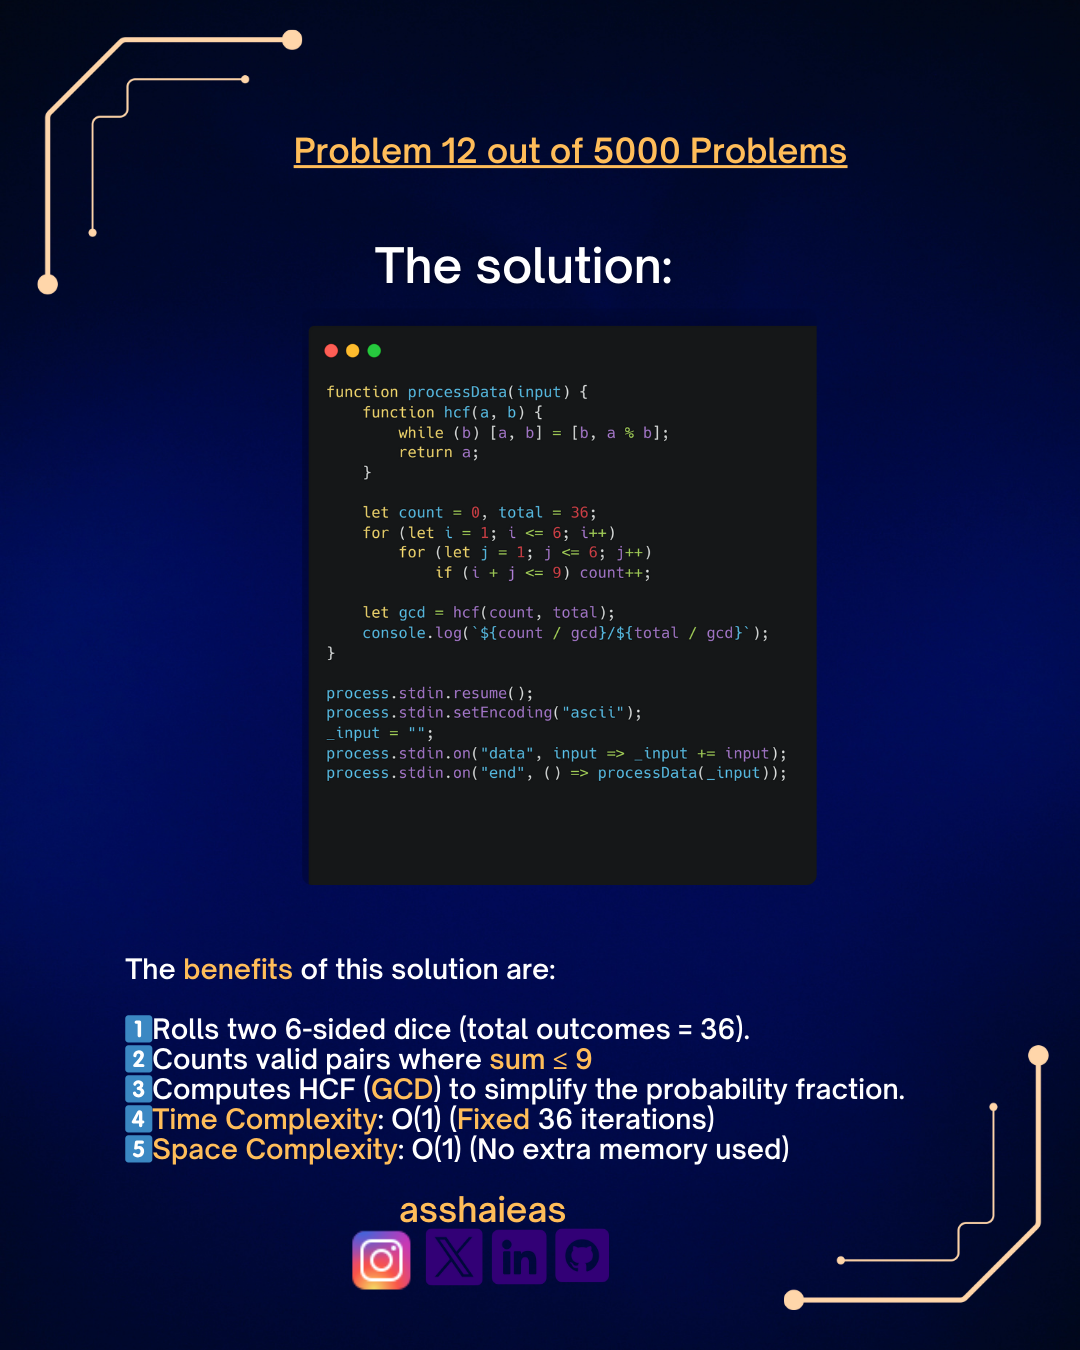 Problem 12 out of 5000 Problems
The solution:
function processData(input) {
    function hcf(a, b) {
        while (b) [a, b] = [b, a % b];
        return a;
    }
    let count = 0, total = 36;
    for (let i = 1; i <= 6; i++)
        for (let j = 1; j <= 6; j++)
            if (i + j <= 9) count++;
    let gcd = hcf(count, total);
    console.log(`${count / gcd}/${total / gcd}`);
}
process.stdin.resume();
process.stdin.setEncoding("ascii");
_input = "";
process.stdin.on("data", input => _input += input);
process.stdin.on("end", () => processData(_input));
The benefits of this solution are:
1️⃣Rolls two 6-sided dice (total outcomes = 36).
2️⃣Counts valid pairs where sum ≤ 9
3️⃣Computes HCF (GCD) to simplify the probability fraction.
4️⃣Time Complexity: O(1) (Fixed 36 iterations)
5️⃣Space Complexity: O(1) (No extra memory used)
asshaieas